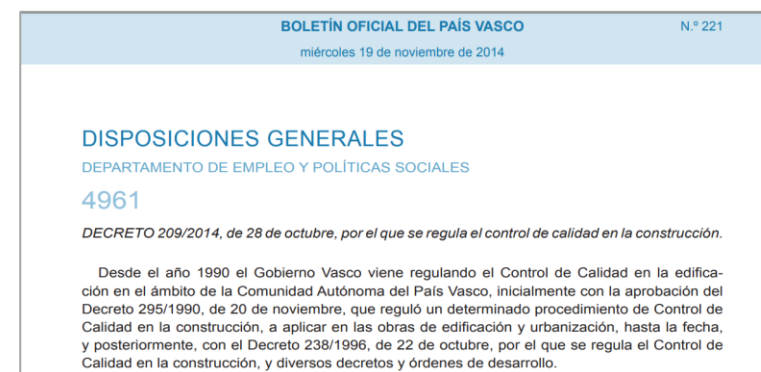 BOLETÍN OFICIAL DEL PAÍS VASCO N.º 221
miércoles 19 de noviembre de 2014
DISPOSICIONES GENERALES
DEPARTAMENTO DE EMPLEO Y POLÍTICAS SOCIALES
4961
DECRETO 209/2014, de 28 de octubre, por el que se regula el control de calidad en la construcción.
Desde el año 1990 el Gobierno Vasco viene regulando el Control de Calidad en la edifica-
ción en el ámbito de la Comunidad Autónoma del País Vasco, inicialmente con la aprobación del
Decreto 295/1990, de 20 de noviembre, que reguló un determinado procedimiento de Control de
Calidad en la construcción, a aplicar en las obras de edificación y urbanización, hasta la fecha,
y posteriormente, con el Decreto 238/1996, de 22 de octubre, por el que se regula el Control de
Calidad en la construcción, y diversos decretos y órdenes de desarrollo.